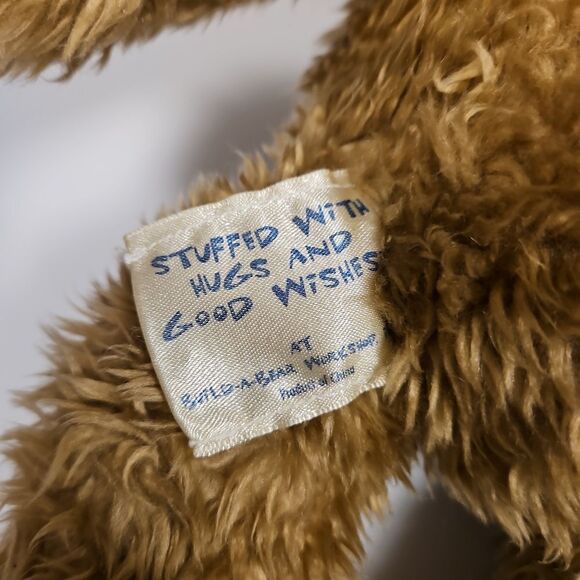 STUFFED WITH
HUGS AND
GOOD WISHES
AT
BUILD-A-BEAR WORKSHOP
Product of China